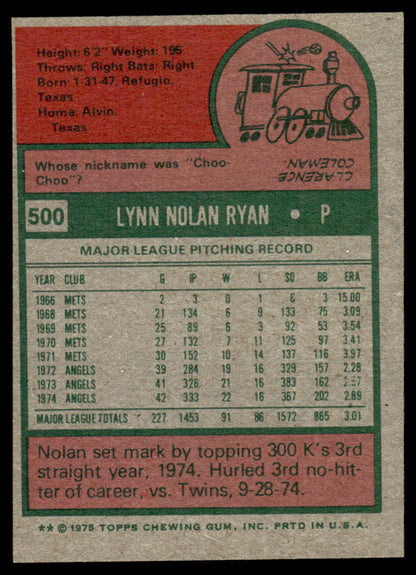 Height: 6'2" Weight: 195
Throws: Right Bats: Right
Born: 1-31-47, Refugio,
Texas
Home: Alvin,
Texas
Whose nickname was "Choo-
Choo"?
CLARENCE
COLEMAN
500 LYNN NOLAN RYAN • P
MAJOR LEAGUE PITCHING RECORD
YEAR CLUB G IP W L SO BB ERA
1966 METS 2 3 0 1 6 3 15.00
1968 METS 21 134 6 9 133 75 3.09
1969 METS 25 89 6 3 92 53 3.54
1970 METS 27 132 7 11 125 97 3.41
1971 METS 30 152 10 14 137 116 3.97
1972 ANGELS 39 284 19 16 329 157 2.28
1973 ANGELS 41 326 21 16 383 162 2.87
1974 ANGELS 42 333 22 16 367 202 2.89
MAJOR LEAGUE TOTALS 227 1453 91 86 1572 865 3.01
Nolan set mark by topping 300 K's 3rd
straight year, 1974. Hurled 3rd no-hit-
ter of career, vs. Twins, 9-28-74.
** © 1975 TOPPS CHEWING GUM, INC. PRTD IN U.S.A.